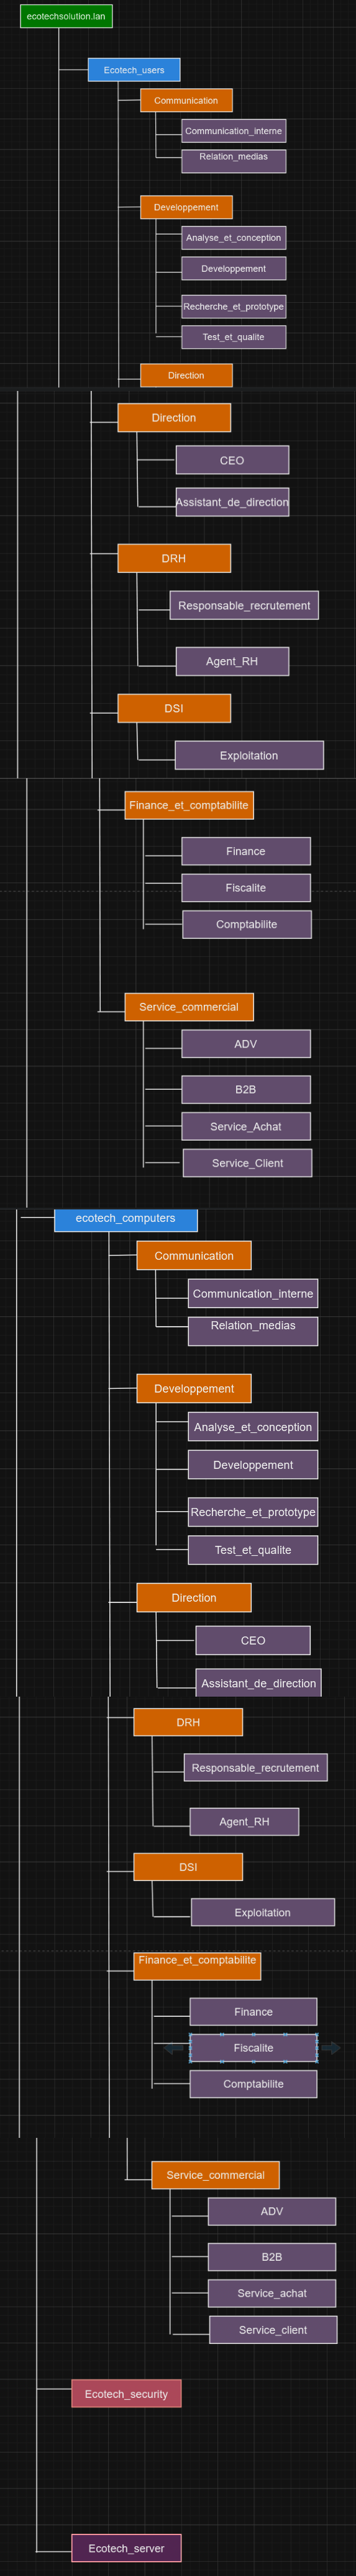 ecotechsolution.lan
Ecotech_users
Communication
Communication_interne
Relation_medias
Developpement
Analyse_et_conception
Developpement
Recherche_et_prototype
Test_et_qualite
Direction
Direction
CEO
Assistant_de_direction
DRH
Responsable_recrutement
Agent_RH
DSI
Exploitation
Finance_et_comptabilite
Finance
Fiscalite
Comptabilite
Service_commercial
ADV
B2B
Service_Achat
Service_Client
ecotech_computers
Communication
Communication_interne
Relation_medias
Developpement
Analyse_et_conception
Developpement
Recherche_et_prototype
Test_et_qualite
Direction
CEO
Assistant_de_direction
DRH
Responsable_recrutement
Agent_RH
DSI
Exploitation
Finance_et_comptabilite
Finance
Fiscalite
Comptabilite
Service_commercial
ADV
B2B
Service_achat
Service_client
Ecotech_security
Ecotech_server